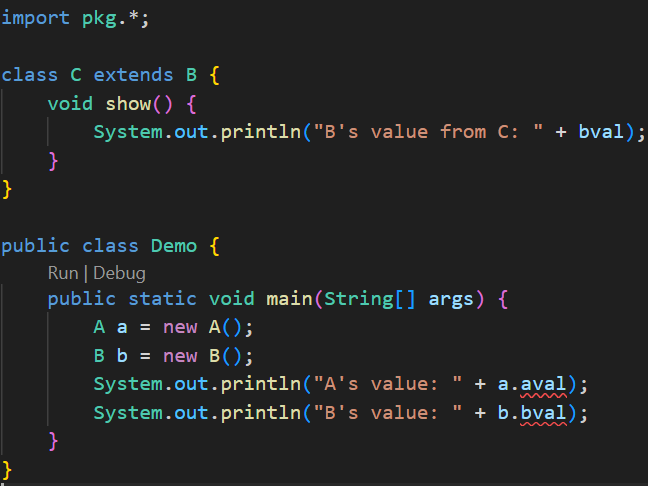 import pkg.*;
class C extends B {
void show() {
System.out.println("B's value from C: " + bval);
}
}
public class Demo {
Run | Debug
public static void main(String[] args) {
A a = new A();
B b = new B();
System.out.println("A's value: " + a.aval);
System.out.println("B's value: " + b.bval);
}
}